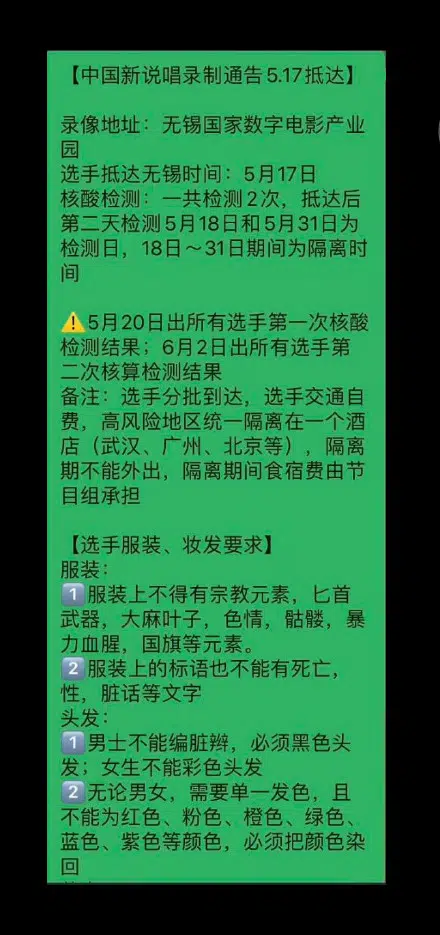 【中国新说唱录制通告5.17抵达】
录像地址：无锡国家数字电影产业
园
选手抵达无锡时间：5月17日
核酸检测：一共检测2次，抵达后
第二天检测5月18日和5月31日为
检测日，18日～31日期间为隔离时
间
⚠️5月20日出所有选手第一次核酸
检测结果；6月2日出所有选手第
二次核算检测结果
备注：选手分批到达，选手交通自
费，高风险地区统一隔离在一个酒
店（武汉、广州、北京等），隔离
期不能外出，隔离期间食宿费由节
目组承担
【选手服装、妆发要求】
服装：
1️⃣服装上不得有宗教元素，匕首
武器，大麻叶子，色情，骷髅，暴
力血腥，国旗等元素。
2️⃣服装上的标语也不能有死亡，
性，脏话等文字
头发：
1️⃣男士不能编脏辫，必须黑色头
发；女生不能彩色头发
2️⃣无论男女，需要单一发色，且
不能为红色、粉色、橙色、绿色、
蓝色、紫色等颜色，必须把颜色染
回